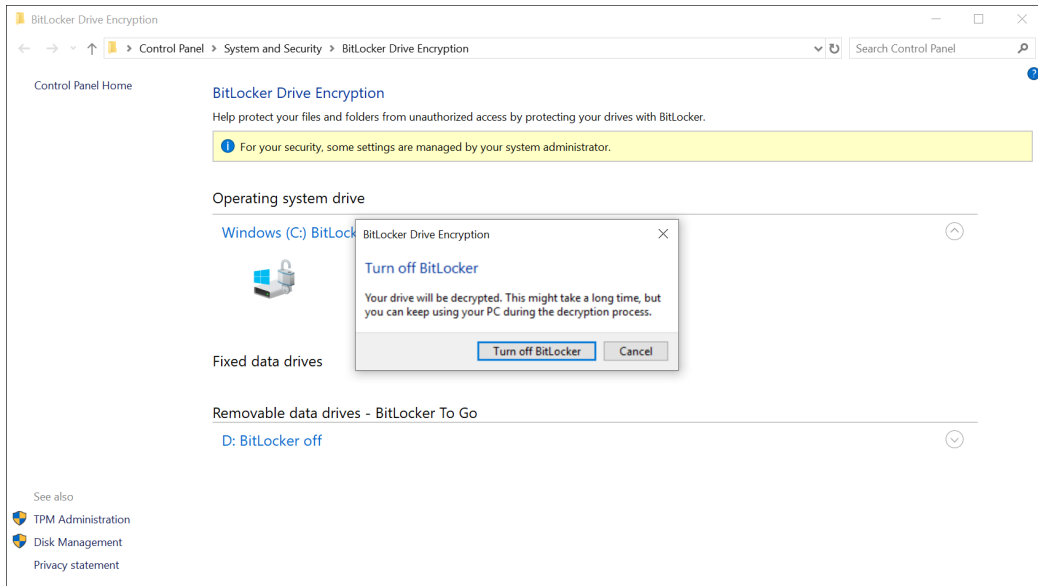 BitLocker Drive Encryption
Control Panel > System and Security > BitLocker Drive Encryption
Search Control Panel
?
Control Panel Home
BitLocker Drive Encryption
Help protect your files and folders from unauthorized access by protecting your drives with BitLocker.
i For your security, some settings are managed by your system administrator.
Operating system drive
Windows (C:)
BitLocker Drive Encryption
Turn off BitLocker
Your drive will be decrypted. This might take a long time, but
you can keep using your PC during the decryption process.
Turn off BitLocker Cancel
Fixed data drives
Removable data drives - BitLocker To Go
D: BitLocker off
See also
TPM Administration
Disk Management
Privacy statement